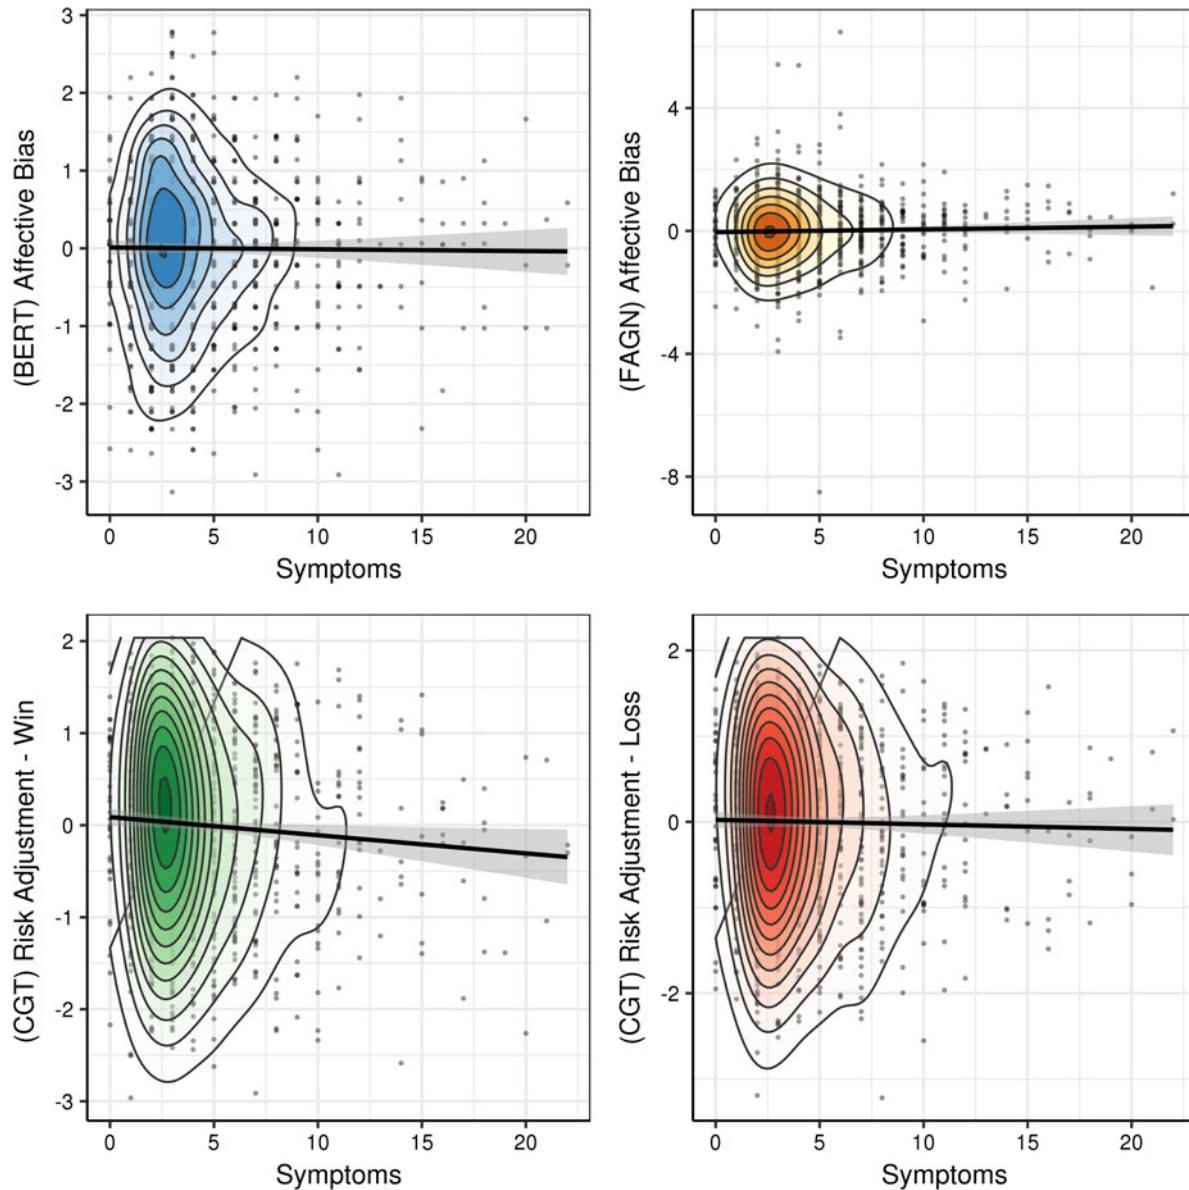 (BERT) Affective Bias
3
2
1
0
-1
-2
-3
0 5 10 15 20
Symptoms
(FAGN) Affective Bias
4
0
-4
-8
0 5 10 15 20
Symptoms
(CGT) Risk Adjustment - Win
2
1
0
-1
-2
-3
0 5 10 15 20
Symptoms
(CGT) Risk Adjustment - Loss
2
0
-2
0 5 10 15 20
Symptoms